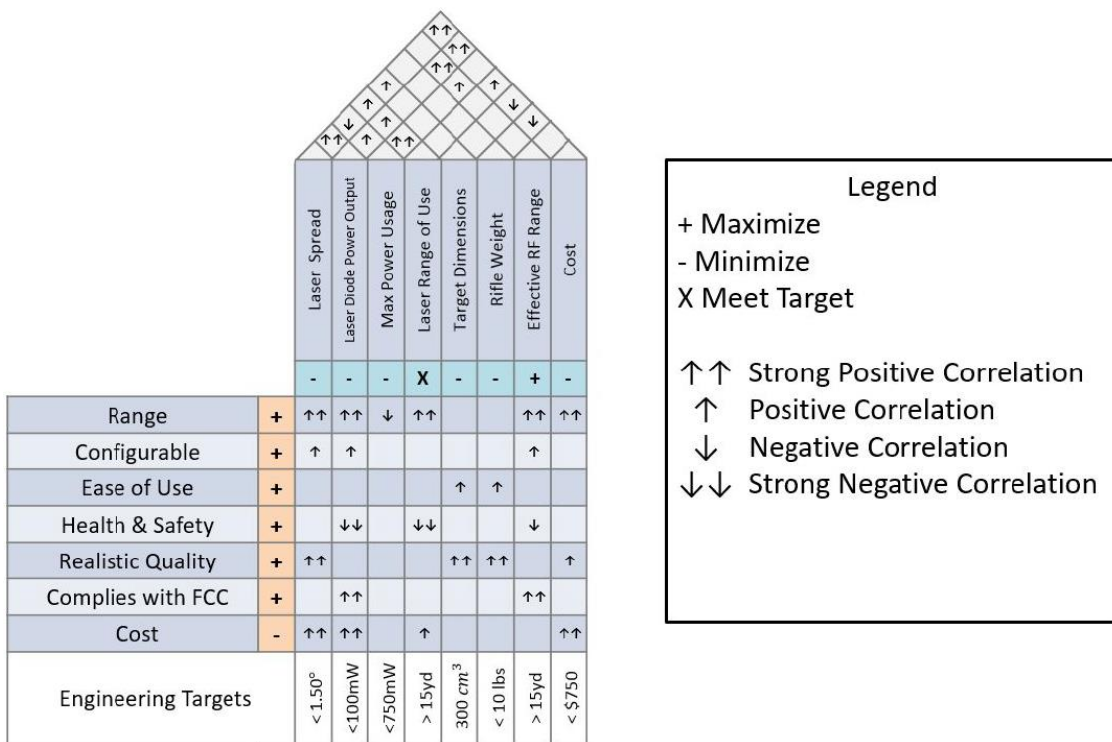 ↑↑
↑↑
↑↑
↑ ↑ ↑
↑ ↓
↓ ↑ ↓
↑↑ ↑ ↑↑
Laser Spread
Laser Diode Power Output
Max Power Usage
Laser Range of Use
Target Dimensions
Rifle Weight
Effective RF Range
Cost
- - - X - - + -
Range + ↑↑ ↑↑ ↓ ↑↑ ↑↑ ↑↑
Configurable + ↑ ↑ ↑
Ease of Use + ↑ ↑
Health & Safety + ↓↓ ↓↓ ↓
Realistic Quality + ↑↑ ↑↑ ↑↑ ↑
Complies with FCC + ↑↑ ↑↑
Cost - ↑↑ ↑↑ ↑ ↑↑
Engineering Targets
< 1.50°
<100mW
<750mW
> 15yd
300 cm³
< 10 lbs
> 15yd
< $750
Legend
+ Maximize
- Minimize
X Meet Target
↑↑ Strong Positive Correlation
↑ Positive Correlation
↓ Negative Correlation
↓↓ Strong Negative Correlation